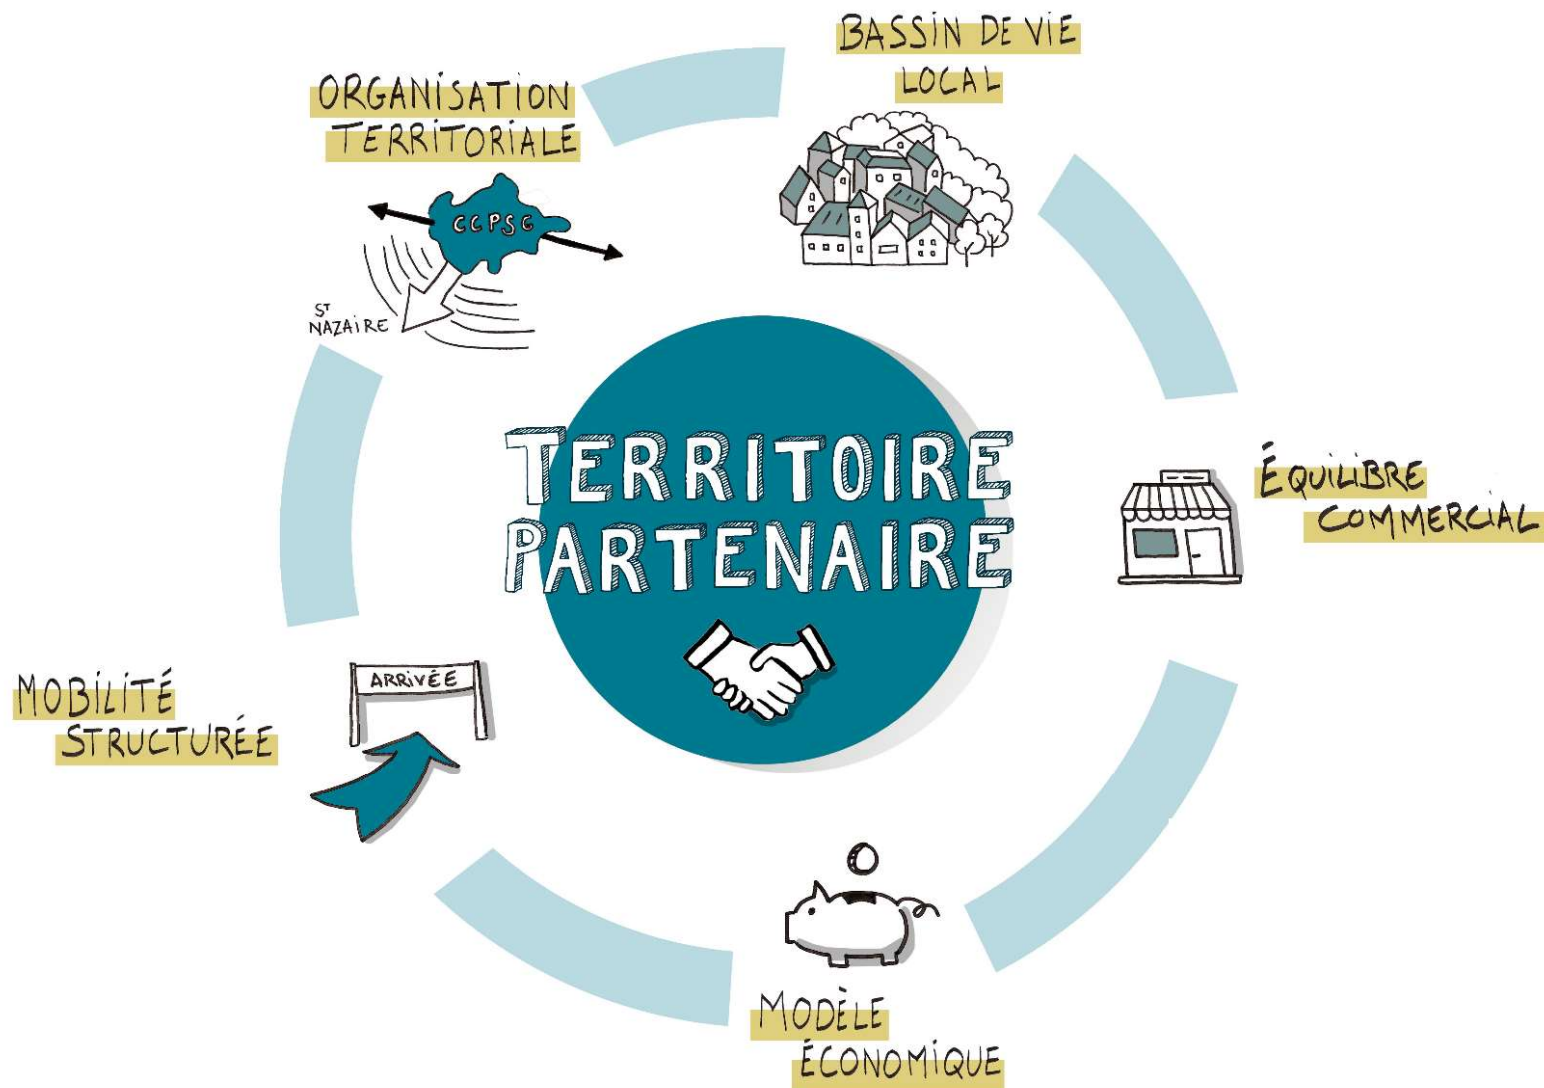 BASSIN DE VIE
LOCAL
ORGANISATION
TERRITORIALE
CCPSG
ST
NAZAIRE
TERRITOIRE
PARTENAIRE
ÉQUILIBRE
COMMERCIAL
ARRIVÉE
MOBILITÉ
STRUCTURÉE
MODÈLE
ÉCONOMIQUE